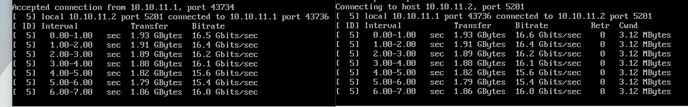 Accepted connection from 10.10.11.1, port 43734
[  5] local 10.10.11.2 port 5201 connected to 10.10.11.1 port 43736
[ ID] Interval           Transfer     Bitrate
[  5]   0.00-1.00   sec  1.93 GBytes  16.5 Gbits/sec
[  5]   1.00-2.00   sec  1.91 GBytes  16.4 Gbits/sec
[  5]   2.00-3.00   sec  1.89 GBytes  16.2 Gbits/sec
[  5]   3.00-4.00   sec  1.88 GBytes  16.1 Gbits/sec
[  5]   4.00-5.00   sec  1.82 GBytes  15.6 Gbits/sec
[  5]   5.00-6.00   sec  1.79 GBytes  15.4 Gbits/sec
[  5]   6.00-7.00   sec  1.86 GBytes  16.0 Gbits/sec
Connecting to host 10.10.11.2, port 5201
[  5] local 10.10.11.1 port 43736 connected to 10.10.11.2 port 5201
[ ID] Interval           Transfer     Bitrate         Retr  Cwnd
[  5]   0.00-1.00   sec  1.93 GBytes  16.6 Gbits/sec    0   3.12 MBytes
[  5]   1.00-2.00   sec  1.91 GBytes  16.4 Gbits/sec    0   3.12 MBytes
[  5]   2.00-3.00   sec  1.89 GBytes  16.2 Gbits/sec    0   3.12 MBytes
[  5]   3.00-4.00   sec  1.88 GBytes  16.1 Gbits/sec    0   3.12 MBytes
[  5]   4.00-5.00   sec  1.82 GBytes  15.6 Gbits/sec    0   3.12 MBytes
[  5]   5.00-6.00   sec  1.79 GBytes  15.4 Gbits/sec    0   3.12 MBytes
[  5]   6.00-7.00   sec  1.86 GBytes  16.0 Gbits/sec    0   3.12 MBytes